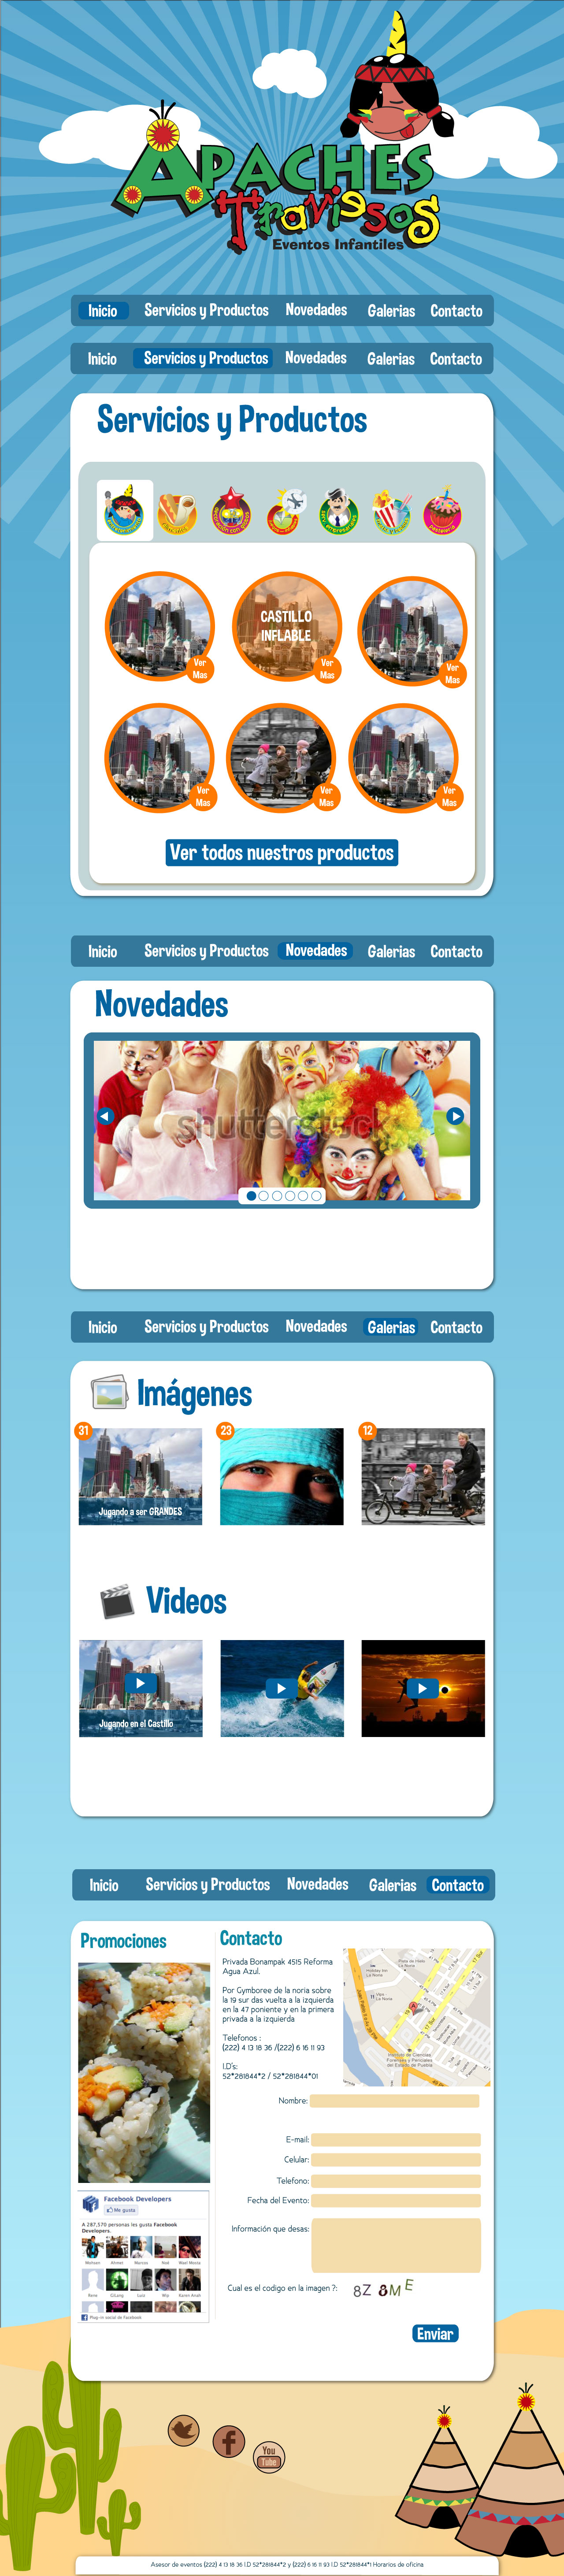 APACHES
Traviesos
Eventos Infantiles
Inicio Servicios y Productos Novedades Galerias Contacto
Inicio Servicios y Productos Novedades Galerias Contacto
Servicios y Productos
CASTILLO
INFLABLE
Ver
Mas
Ver
Mas
Ver
Mas
Ver
Mas
Ver
Mas
Ver
Mas
Ver todos nuestros productos
Inicio Servicios y Productos Novedades Galerias Contacto
Novedades
shutterstock
Inicio Servicios y Productos Novedades Galerias Contacto
Imágenes
31 23 12
Jugando a ser GRANDES
Videos
Jugando en el Castillo
Inicio Servicios y Productos Novedades Galerias Contacto
Promociones
Contacto
Privada Bonampak 4515 Reforma
Agua Azul.
Por Gymboree de la noria sobre
la 19 sur das vuelta a la izquierda
en la 47 poniente y en la primera
privada a la izquierda
Telefonos :
(222) 4 13 18 36 /(222) 6 16 11 93
I.D's:
52*281844*2 / 52*281844*01
Nombre:
E-mail:
Celular:
Telefono:
Fecha del Evento:
Información que desas:
Cual es el codigo en la imagen ?: 8Z 8ME
Enviar
Facebook Developers
Me gusta
A 287,570 personas les gusta Facebook
Developers.
Plug-in social de Facebook
You
Tube
Asesor de eventos (222) 4 13 18 36 I.D 52*281844*2 y (222) 6 16 11 93 I.D 52*281844*1 Horarios de oficina